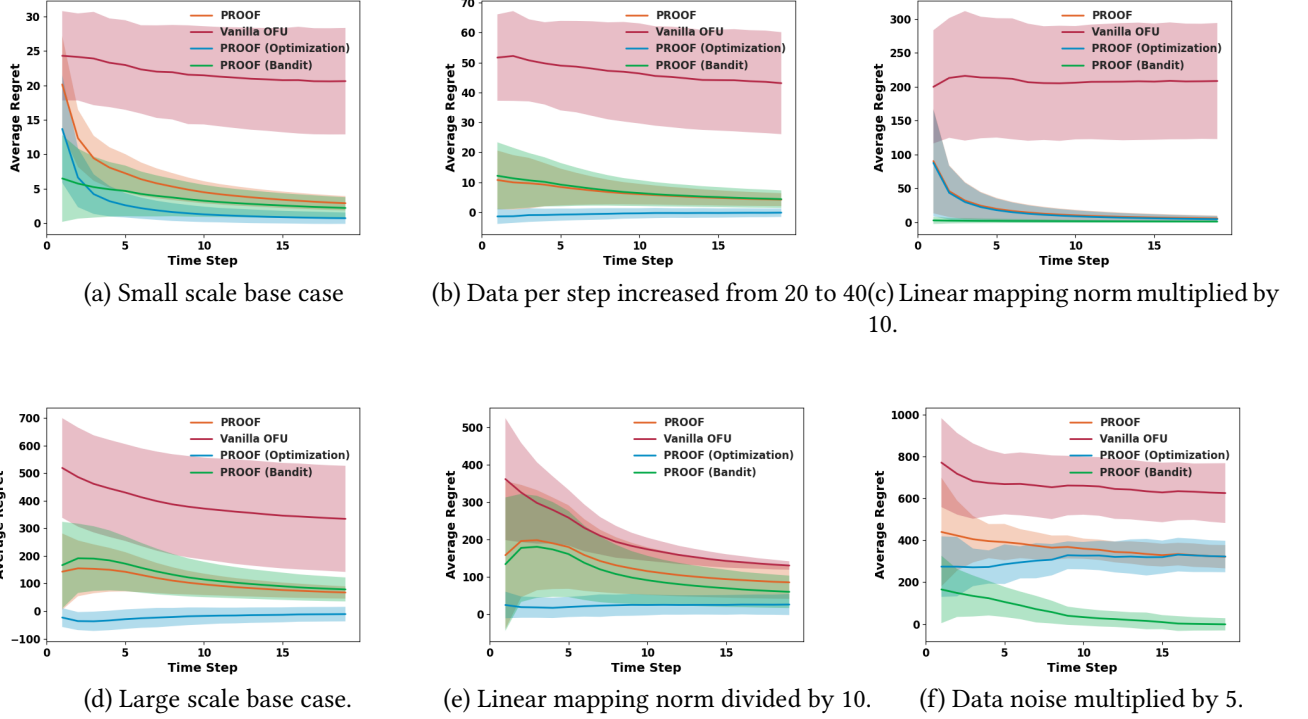 PROOF
Vanilla OFU
PROOF (Optimization)
PROOF (Bandit)
Average Regret
30
25
20
15
10
5
0
0 5 10 15
Time Step
(a) Small scale base case
PROOF
Vanilla OFU
PROOF (Optimization)
PROOF (Bandit)
Average Regret
70
60
50
40
30
20
10
0
0 5 10 15
Time Step
(b) Data per step increased from 20 to 40
PROOF
Vanilla OFU
PROOF (Optimization)
PROOF (Bandit)
Average Regret
300
250
200
150
100
50
0
0 5 10 15
Time Step
(c) Linear mapping norm multiplied by
10.
PROOF
Vanilla OFU
PROOF (Optimization)
PROOF (Bandit)
Average Regret
700
600
500
400
300
200
100
0
−100
0 5 10 15
Time Step
(d) Large scale base case.
PROOF
Vanilla OFU
PROOF (Optimization)
PROOF (Bandit)
Average Regret
500
400
300
200
100
0
0 5 10 15
Time Step
(e) Linear mapping norm divided by 10.
PROOF
Vanilla OFU
PROOF (Optimization)
PROOF (Bandit)
Average Regret
1000
800
600
400
200
0
0 5 10 15
Time Step
(f) Data noise multiplied by 5.